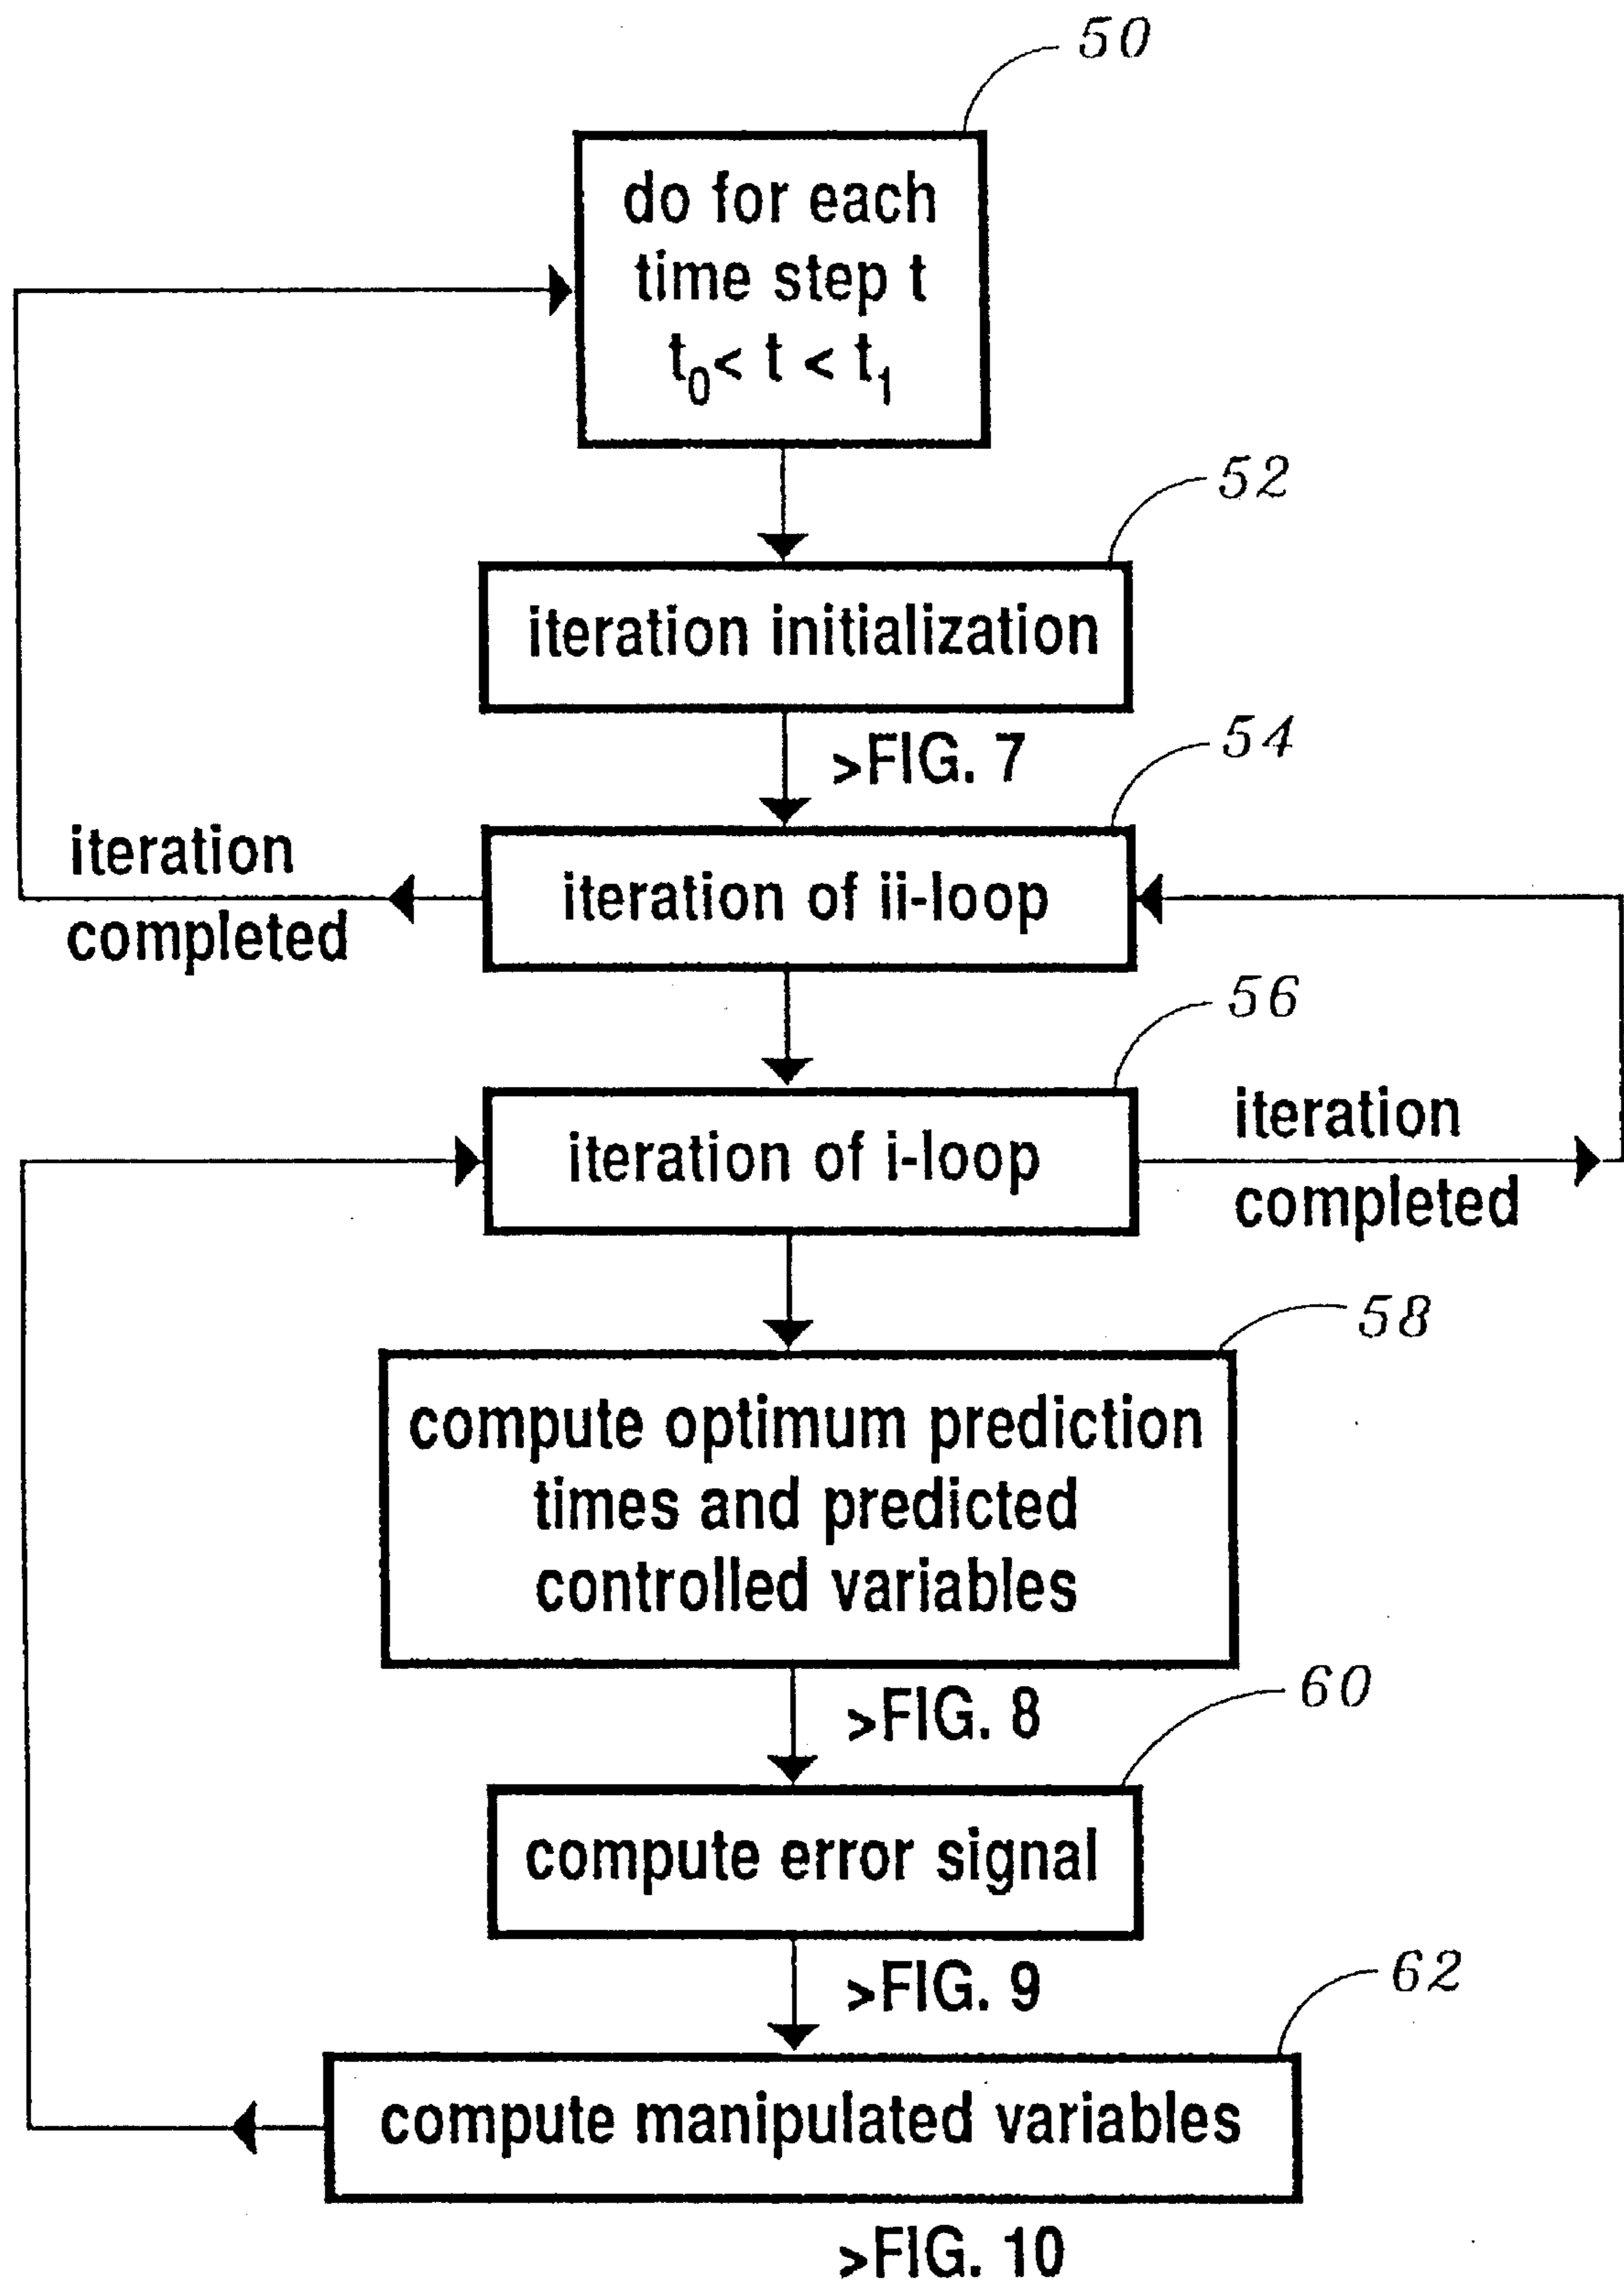 50
do for each
time step t
t₀< t < t₁
52
iteration initialization
>FIG. 7
54
iteration
completed
iteration of ii-loop
56
iteration of i-loop
iteration
completed
58
compute optimum prediction
times and predicted
controlled variables
>FIG. 8
60
compute error signal
>FIG. 9
62
compute manipulated variables
>FIG. 10